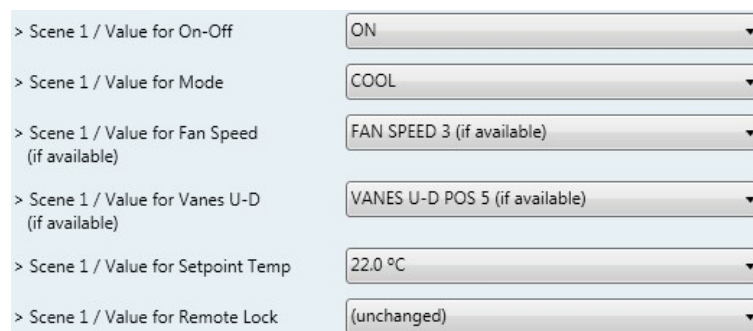 > Scene 1 / Value for On-Off
ON
> Scene 1 / Value for Mode
COOL
> Scene 1 / Value for Fan Speed
(if available)
FAN SPEED 3 (if available)
> Scene 1 / Value for Vanes U-D
(if available)
VANES U-D POS 5 (if available)
> Scene 1 / Value for Setpoint Temp
22.0 ºC
> Scene 1 / Value for Remote Lock
(unchanged)